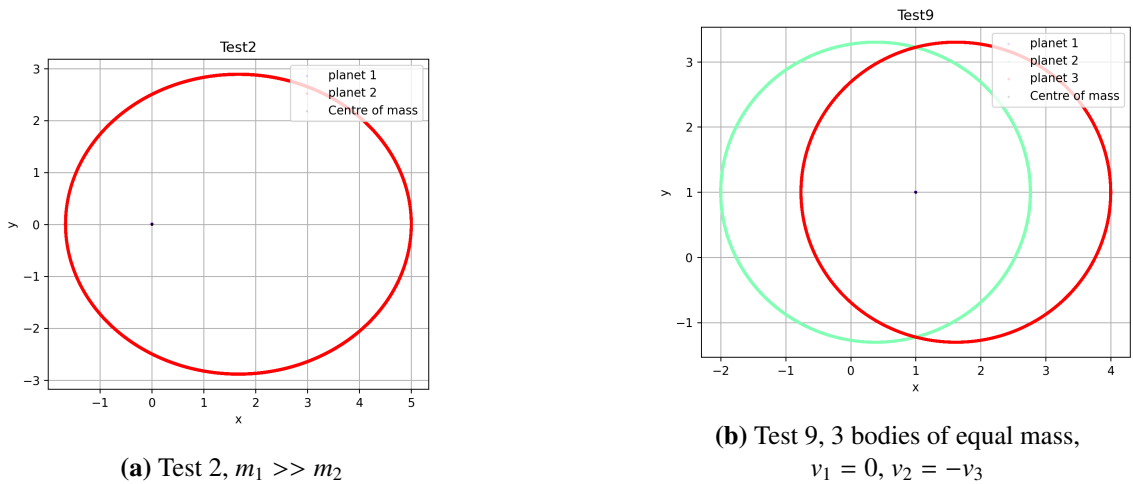 Test2
planet 1
planet 2
Centre of mass
3
2
1
0
−1
−2
−3
y
−1
0
1
2
3
4
5
x
(a) Test 2, m₁ >> m₂
Test9
planet 1
planet 2
planet 3
Centre of mass
3
2
1
0
−1
y
−2
−1
0
1
2
3
4
x
(b) Test 9, 3 bodies of equal mass,
v₁ = 0, v₂ = −v₃